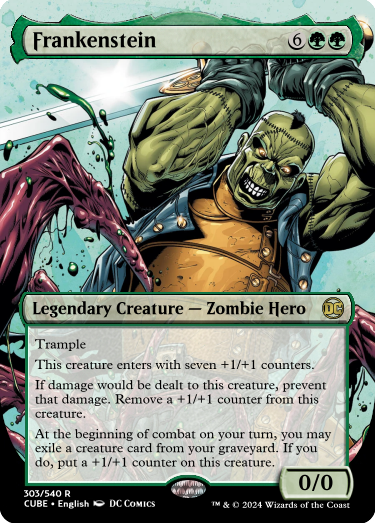 Frankenstein 6
Legendary Creature — Zombie Hero DC
Trample
This creature enters with seven +1/+1 counters.
If damage would be dealt to this creature, prevent
that damage. Remove a +1/+1 counter from this
creature.
At the beginning of combat on your turn, you may
exile a creature card from your graveyard. If you
do, put a +1/+1 counter on this creature.
0/0
303/540 R
CUBE • English DC COMICS
™ & © 2024 Wizards of the Coast